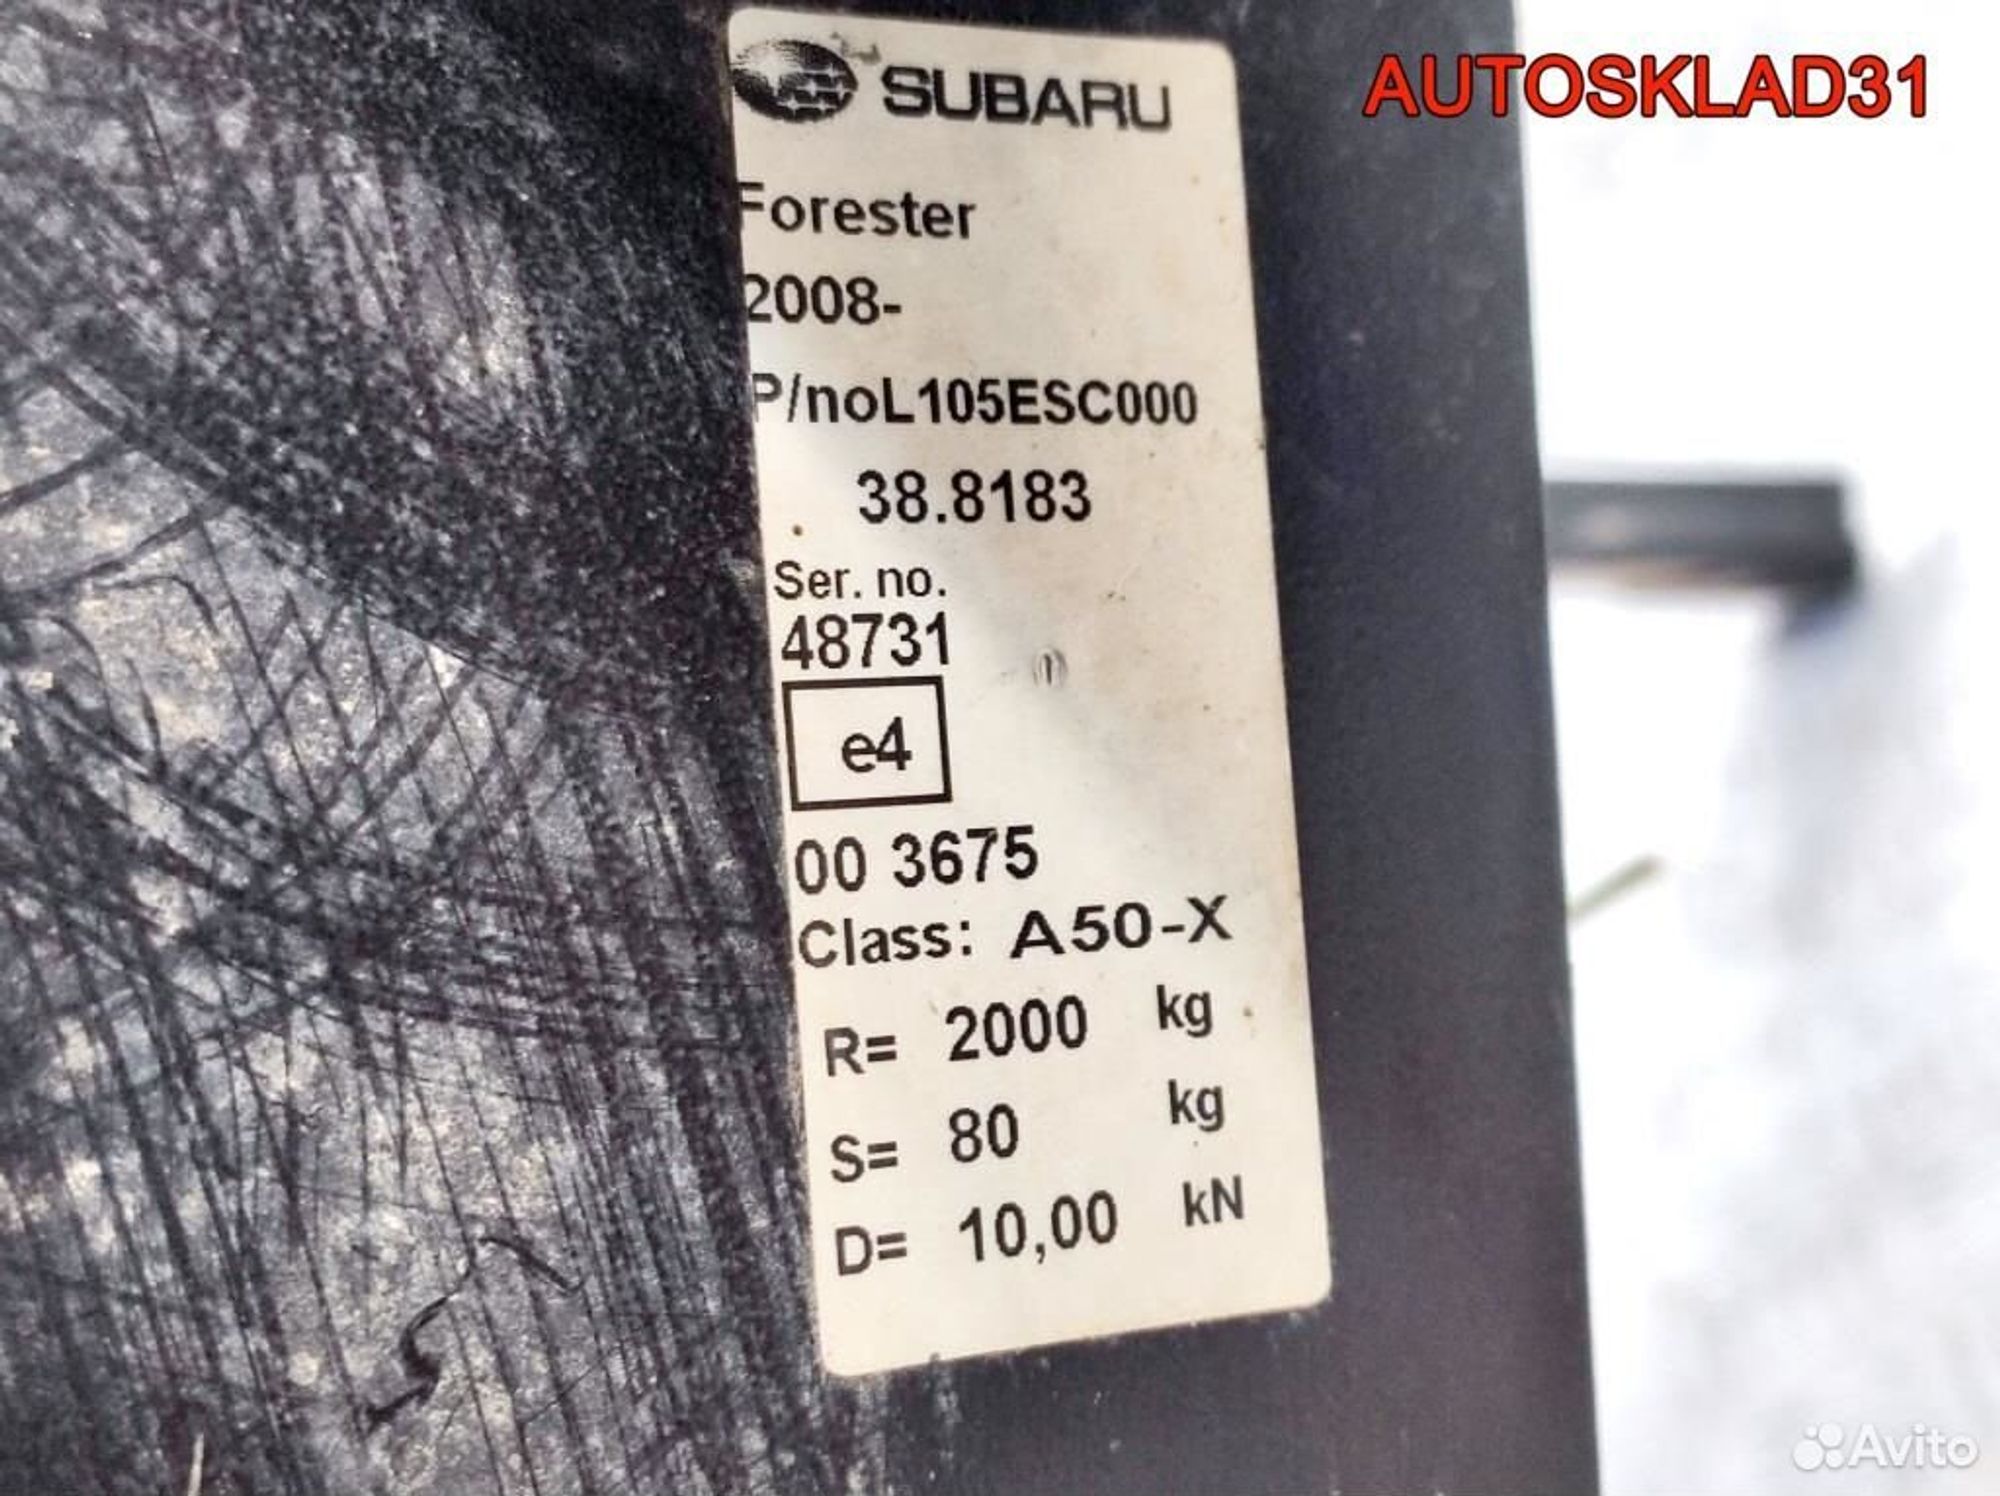 AUTOSKLAD31
SUBARU
Forester
2008-
P/noL105ESC000
38.8183
Ser. no.
48731
e4
00 3675
Class: A50-X
R= 2000 kg
S= 80 kg
D= 10,00 kN
Avito